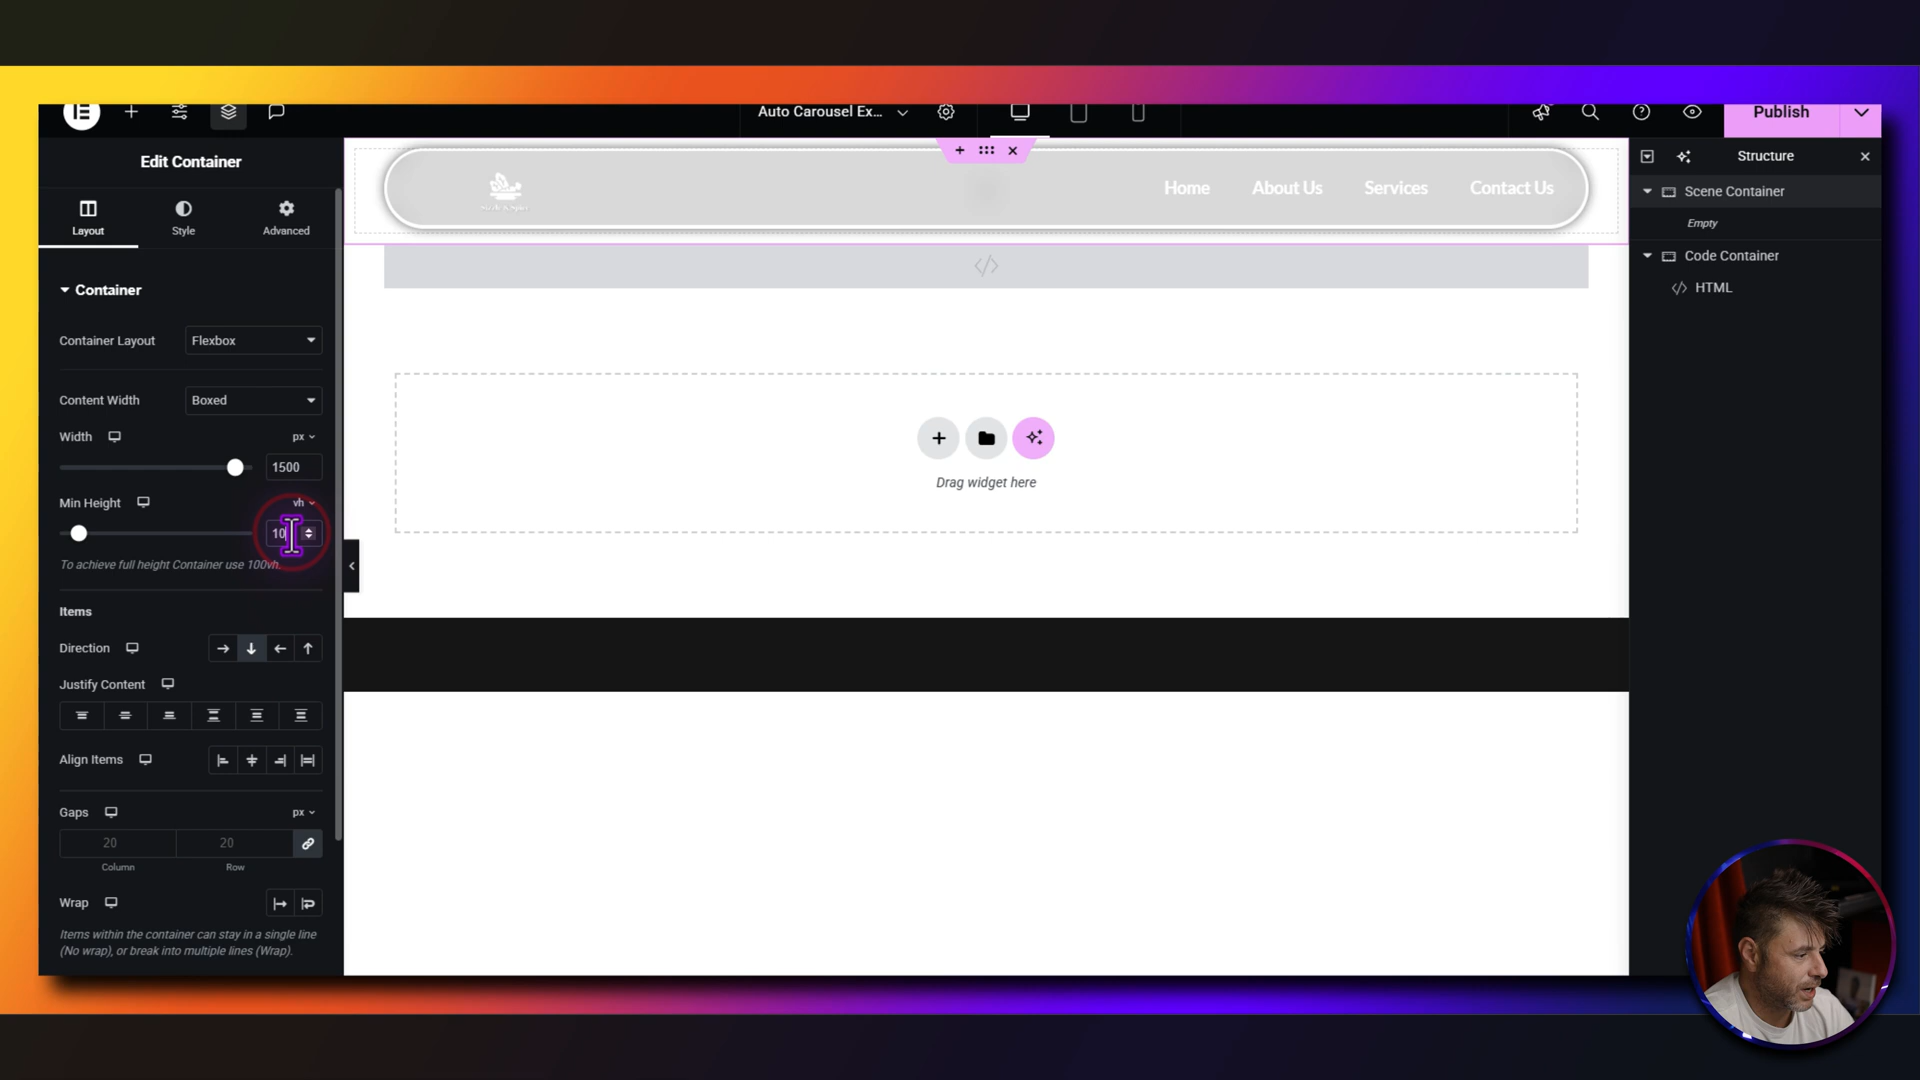 Auto Carousel Ex...
Publish
Edit Container
Layout
Style
Advanced
Container
Container Layout
Flexbox
Content Width
Boxed
Width
px
1500
Min Height
vh
10
To achieve full height Container use 100vh.
Items
Direction
Justify Content
Align Items
Gaps
px
20
20
Column
Row
Wrap
Items within the container can stay in a single line
(No wrap), or break into multiple lines (Wrap).
Home
About Us
Services
Contact Us
Drag widget here
Structure
Scene Container
Empty
Code Container
HTML